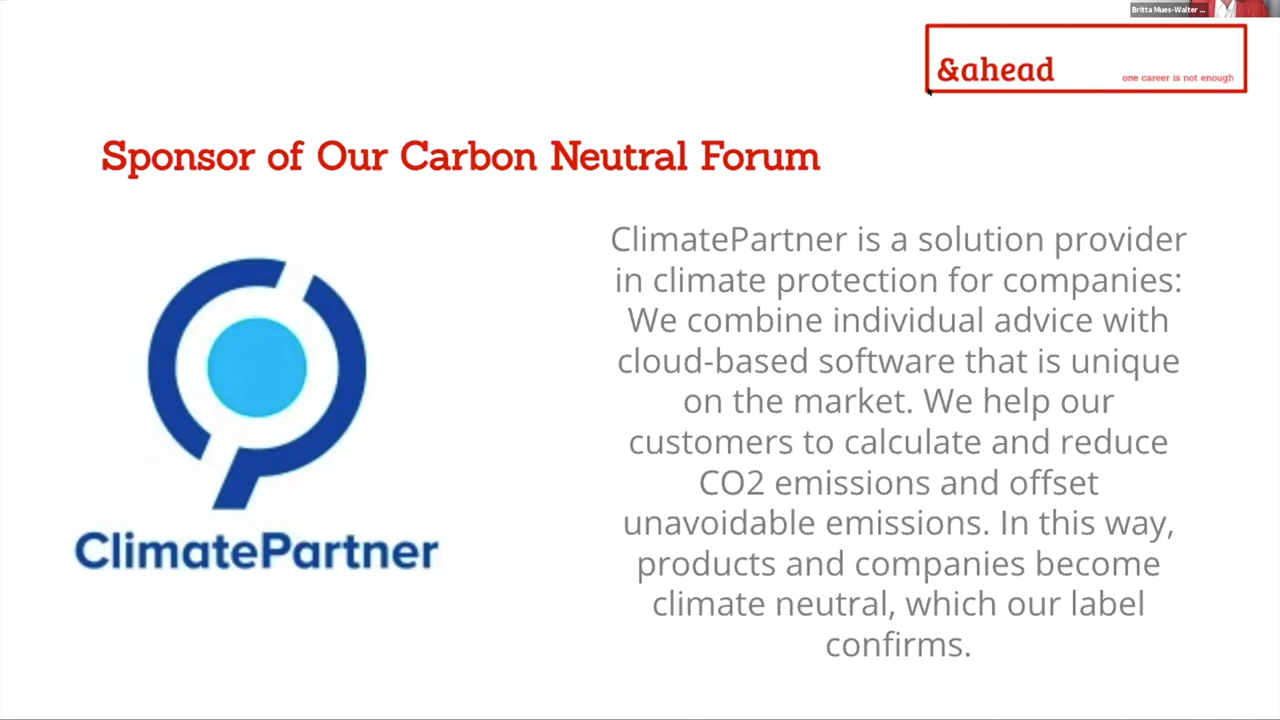 Britta Mues-Walter ...
&ahead
one career is not enough
Sponsor of Our Carbon Neutral Forum
ClimatePartner is a solution provider
in climate protection for companies:
We combine individual advice with
cloud-based software that is unique
on the market. We help our
customers to calculate and reduce
CO2 emissions and offset
unavoidable emissions. In this way,
products and companies become
climate neutral, which our label
confirms.
ClimatePartner